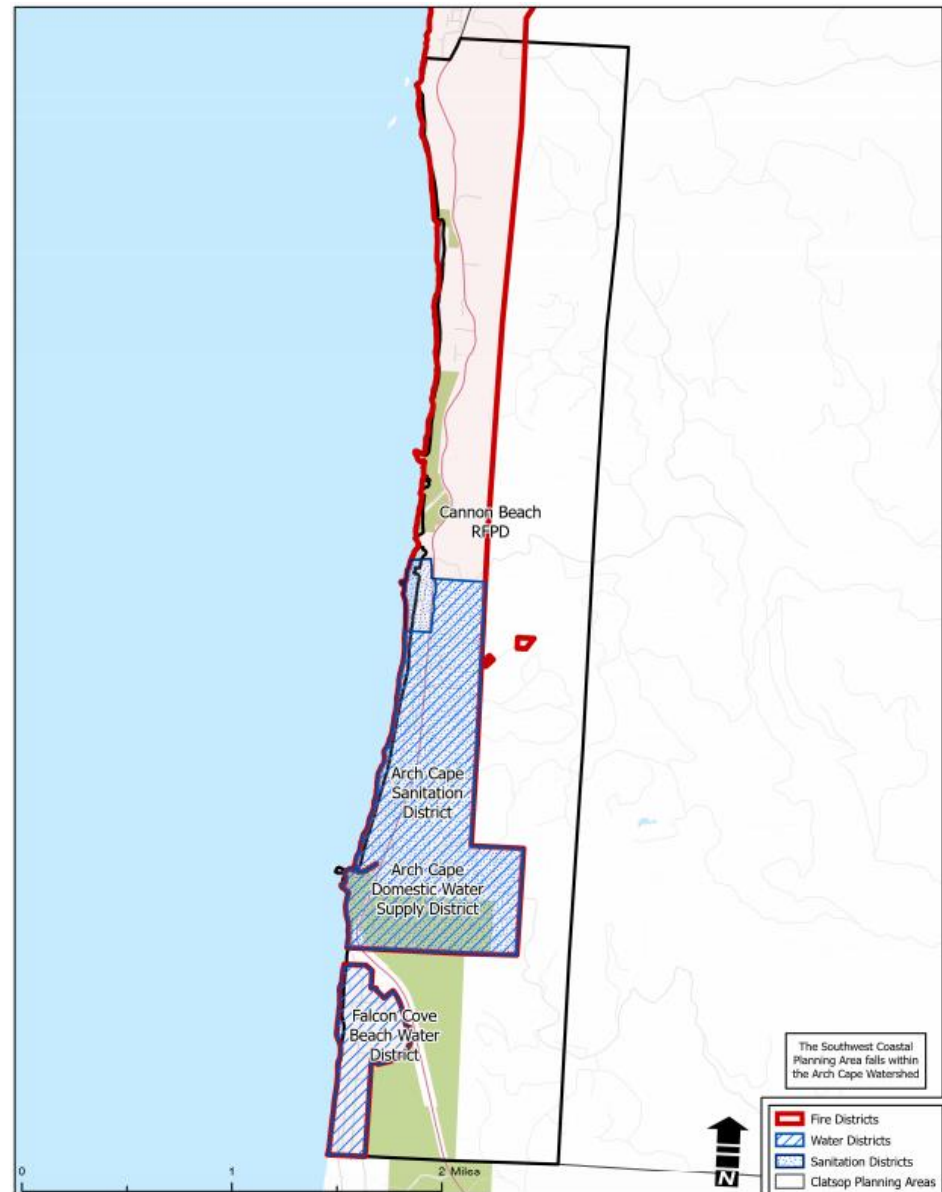 Cannon Beach
RFPD
Arch Cape
Sanitation
District
Arch Cape
Domestic Water
Supply District
Falcon Cove
Beach Water
District
The Southwest Coastal
Planning Area falls within
the Arch Cape Watershed
Fire Districts
Water Districts
Sanitation Districts
Clatsop Planning Areas
N
0 1 2 Miles